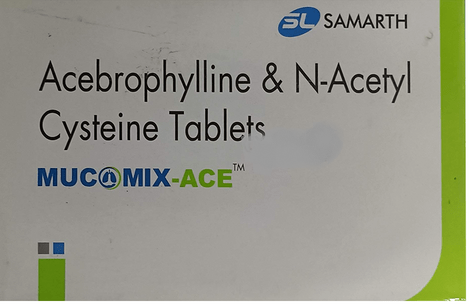 SL SAMARTH
Acebrophylline & N-Acetyl
Cysteine Tablets
MUCOMIX-ACE™